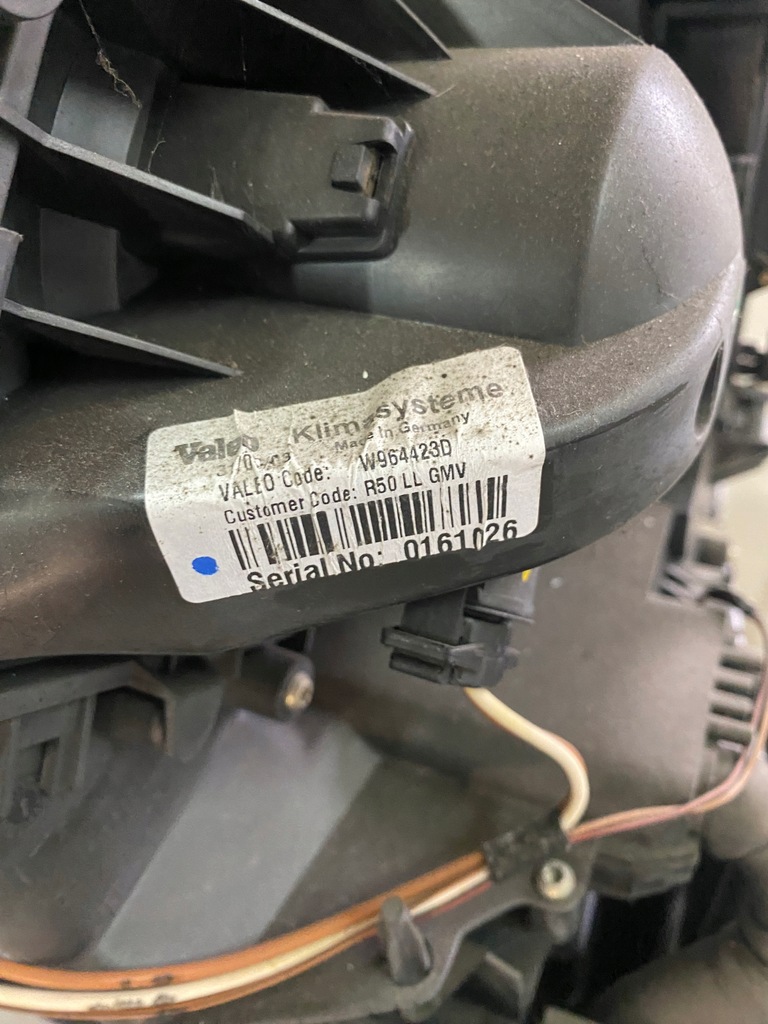 Valeo Klimasysteme
Made in Germany
VALEO Code: W964423D
Customer Code: R50 LL GMV
Serial No: 0161026